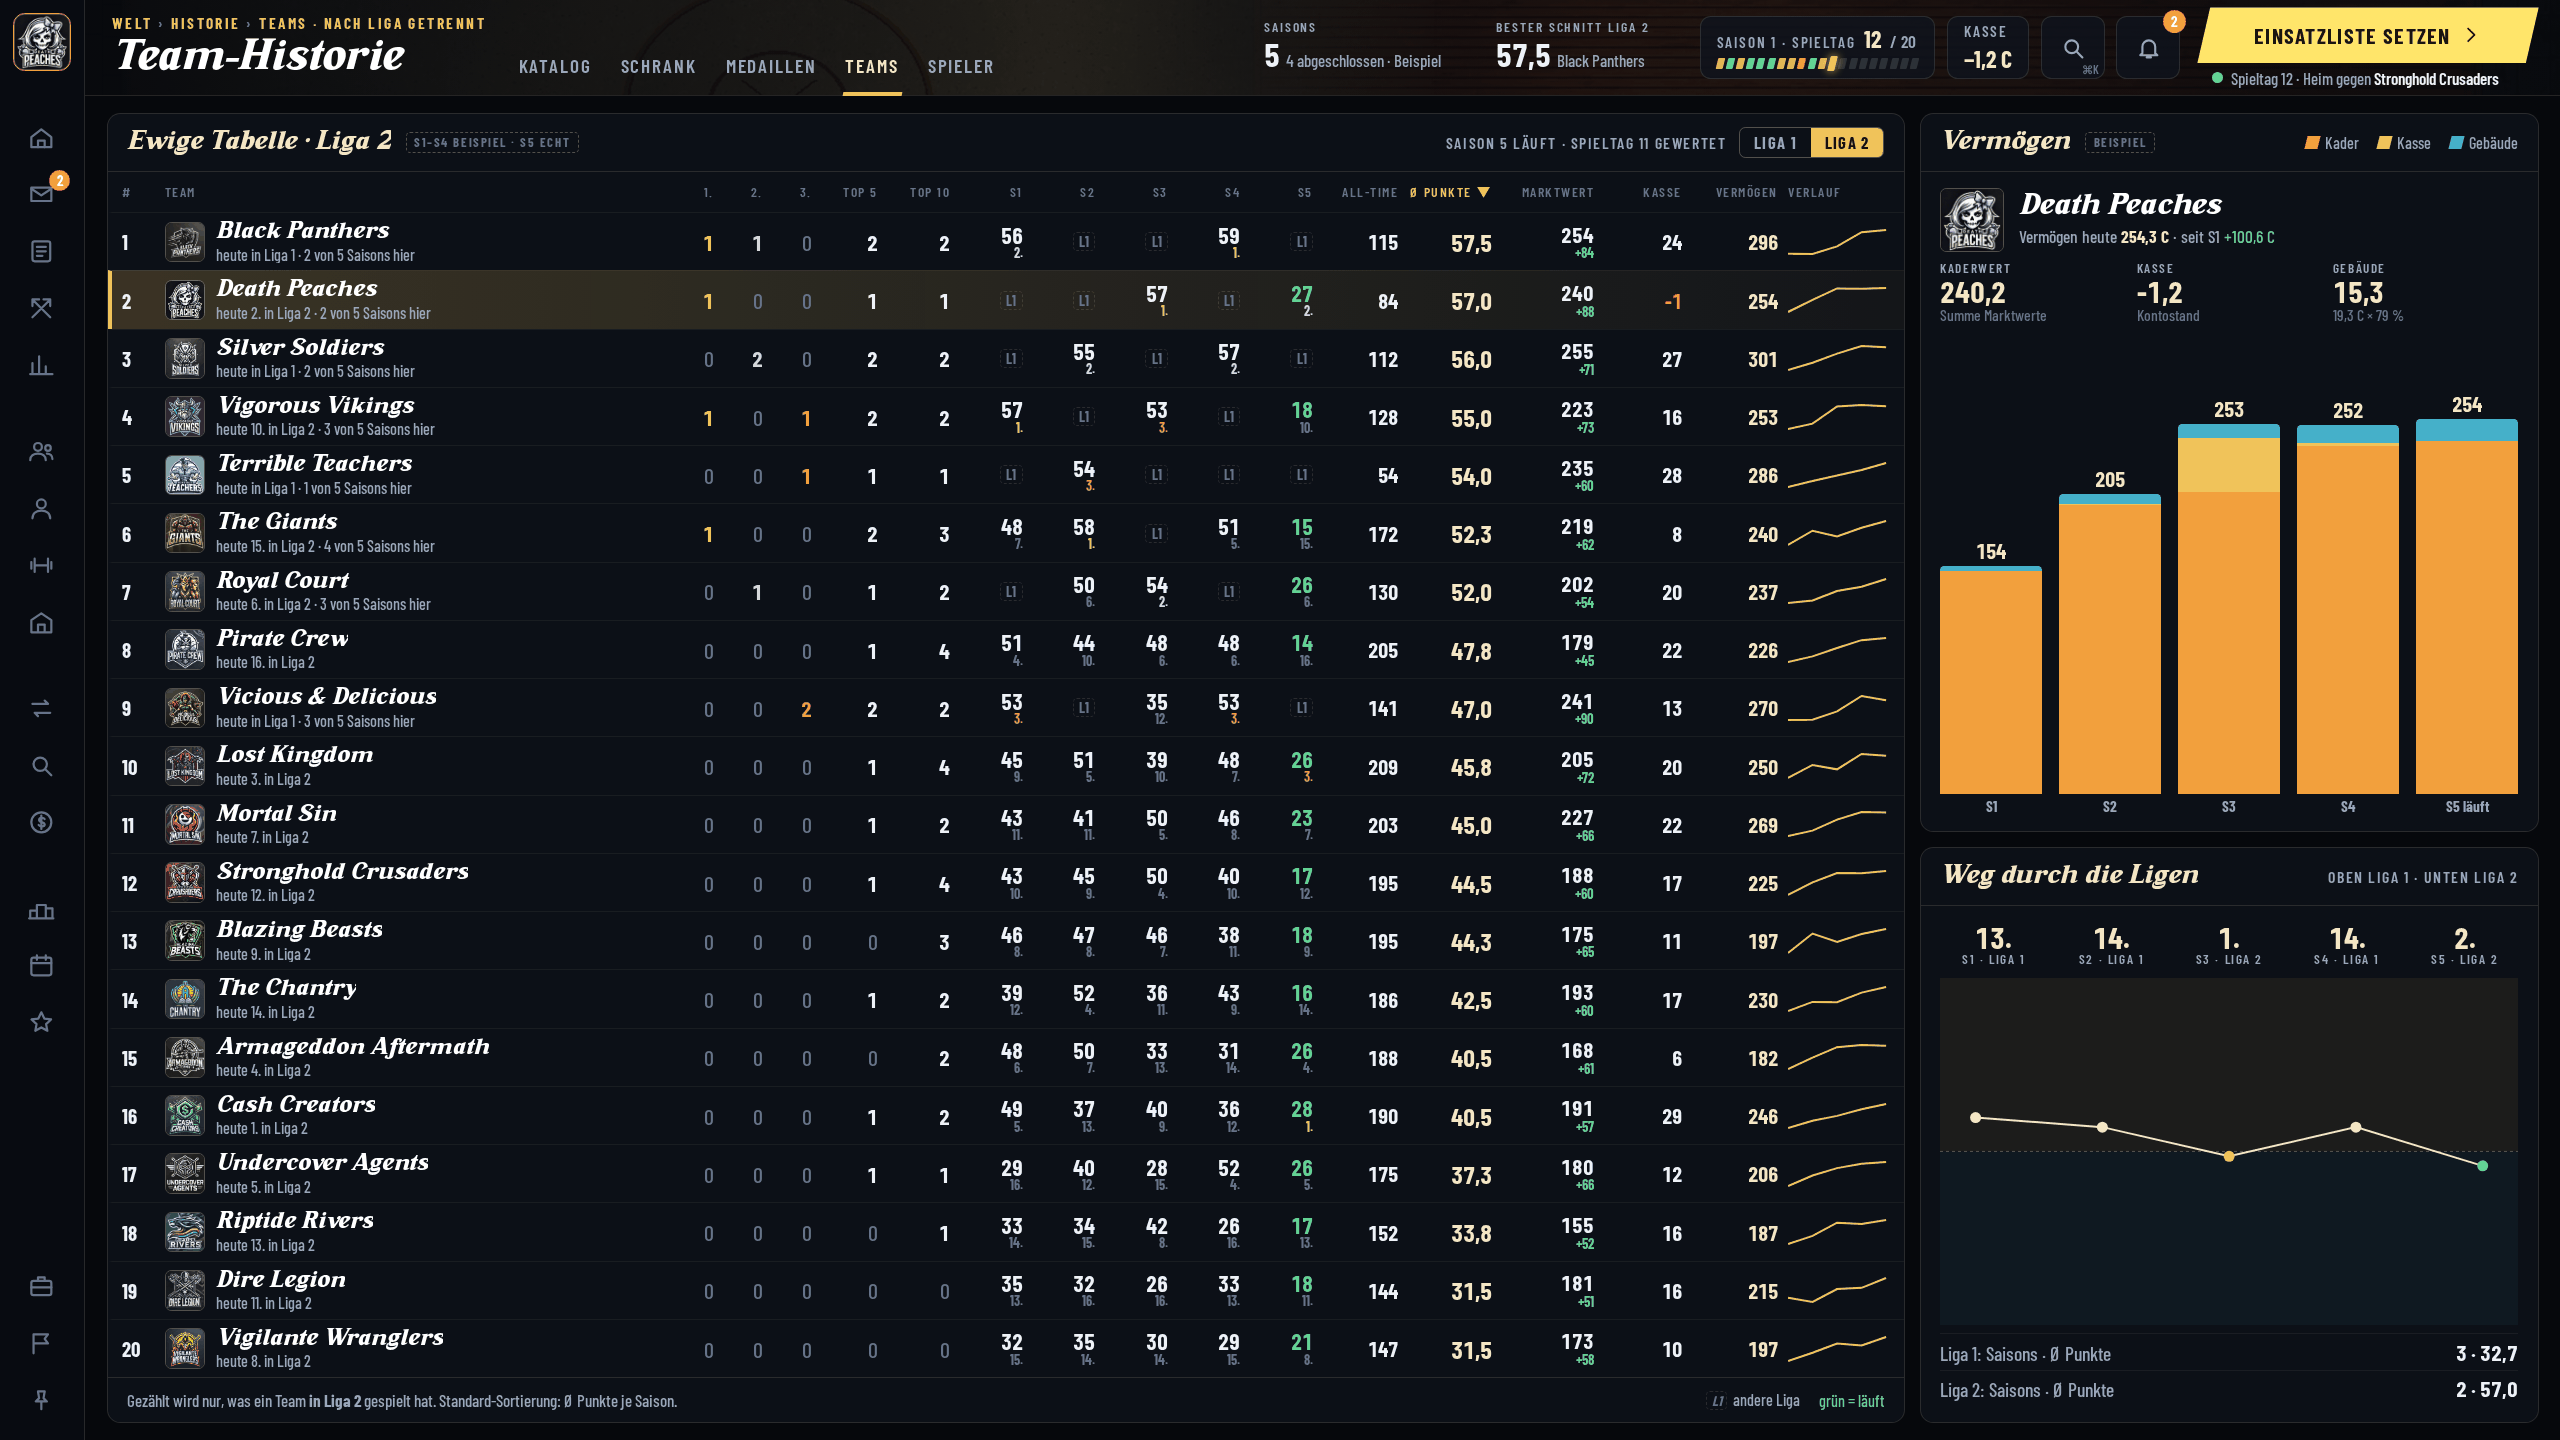 WELT › HISTORIE › TEAMS · NACH LIGA GETRENNT
Team-Historie
KATALOG SCHRANK MEDAILLEN TEAMS SPIELER
SAISONS
5 4 abgeschlossen · Beispiel
BESTER SCHNITT LIGA 2
57,5 Black Panthers
SAISON 1 · SPIELTAG 12 / 20
KASSE
−1,2 C
⌘K
2
EINSATZLISTE SETZEN
Spieltag 12 · Heim gegen Stronghold Crusaders
2
Ewige Tabelle · Liga 2 S1–S4 BEISPIEL · S5 ECHT
SAISON 5 LÄUFT · SPIELTAG 11 GEWERTET LIGA 1 LIGA 2
# TEAM 1. 2. 3. TOP 5 TOP 10 S1 S2 S3 S4 S5 ALL-TIME Ø PUNKTE ▼ MARKTWERT KASSE VERMÖGEN VERLAUF
1 Black Panthers 1 1 0 2 2 56 L1 L1 59 L1 115 57,5 254 24 296
heute in Liga 1 · 2 von 5 Saisons hier 2. 1. +84
2 Death Peaches 1 0 0 1 1 L1 L1 57 L1 27 84 57,0 240 -1 254
heute 2. in Liga 2 · 2 von 5 Saisons hier 1. 2. +88
3 Silver Soldiers 0 2 0 2 2 L1 55 L1 57 L1 112 56,0 255 27 301
heute in Liga 1 · 2 von 5 Saisons hier 2. 2. +71
4 Vigorous Vikings 1 0 1 2 2 57 L1 53 L1 18 128 55,0 223 16 253
heute 10. in Liga 2 · 3 von 5 Saisons hier 1. 3. 10. +73
5 Terrible Teachers 0 0 1 1 1 L1 54 L1 L1 L1 54 54,0 235 28 286
heute in Liga 1 · 1 von 5 Saisons hier 3. +60
6 The Giants 1 0 0 2 3 48 58 L1 51 15 172 52,3 219 8 240
heute 15. in Liga 2 · 4 von 5 Saisons hier 7. 1. 5. 15. +62
7 Royal Court 0 1 0 1 2 L1 50 54 L1 26 130 52,0 202 20 237
heute 6. in Liga 2 · 3 von 5 Saisons hier 6. 2. 6. +54
8 Pirate Crew 0 0 0 1 4 51 44 48 48 14 205 47,8 179 22 226
heute 16. in Liga 2 4. 10. 6. 6. 16. +45
9 Vicious & Delicious 0 0 2 2 2 53 L1 35 53 L1 141 47,0 241 13 270
heute in Liga 1 · 3 von 5 Saisons hier 3. 12. 3. +90
10 Lost Kingdom 0 0 0 1 4 45 51 39 48 26 209 45,8 205 20 250
heute 3. in Liga 2 9. 5. 10. 7. 3. +72
11 Mortal Sin 0 0 0 1 2 43 41 50 46 23 203 45,0 227 22 269
heute 7. in Liga 2 11. 11. 5. 8. 7. +66
12 Stronghold Crusaders 0 0 0 1 4 43 45 50 40 17 195 44,5 188 17 225
heute 12. in Liga 2 10. 9. 4. 10. 12. +60
13 Blazing Beasts 0 0 0 0 3 46 47 46 38 18 195 44,3 175 11 197
heute 9. in Liga 2 8. 8. 7. 11. 9. +65
14 The Chantry 0 0 0 1 2 39 52 36 43 16 186 42,5 193 17 230
heute 14. in Liga 2 12. 4. 11. 9. 14. +60
15 Armageddon Aftermath 0 0 0 0 2 48 50 33 31 26 188 40,5 168 6 182
heute 4. in Liga 2 6. 7. 13. 14. 4. +61
16 Cash Creators 0 0 0 1 2 49 37 40 36 28 190 40,5 191 29 246
heute 1. in Liga 2 5. 13. 9. 12. 1. +57
17 Undercover Agents 0 0 0 1 1 29 40 28 52 26 175 37,3 180 12 206
heute 5. in Liga 2 16. 12. 15. 4. 5. +66
18 Riptide Rivers 0 0 0 0 1 33 34 42 26 17 152 33,8 155 16 187
heute 13. in Liga 2 14. 15. 8. 16. 13. +52
19 Dire Legion 0 0 0 0 0 35 32 26 33 18 144 31,5 181 16 215
heute 11. in Liga 2 13. 16. 16. 13. 11. +51
20 Vigilante Wranglers 0 0 0 0 0 32 35 30 29 21 147 31,5 173 10 197
heute 8. in Liga 2 15. 14. 14. 15. 8. +58
Gezählt wird nur, was ein Team in Liga 2 gespielt hat. Standard-Sortierung: Ø Punkte je Saison.
L1 andere Liga grün = läuft
Vermögen BEISPIEL Kader Kasse Gebäude
PEACHES
Death Peaches
Vermögen heute 254,3 C · seit S1 +100,6 C
KADERWERT KASSE GEBÄUDE
240,2 -1,2 15,3
Summe Marktwerte Kontostand 19,3 C × 79 %
154 205 253 252 254
S1 S2 S3 S4 S5 läuft
Weg durch die Ligen OBEN LIGA 1 · UNTEN LIGA 2
13. 14. 1. 14. 2.
S1 · LIGA 1 S2 · LIGA 1 S3 · LIGA 2 S4 · LIGA 1 S5 · LIGA 2
Liga 1: Saisons · Ø Punkte 3 · 32,7
Liga 2: Saisons · Ø Punkte 2 · 57,0